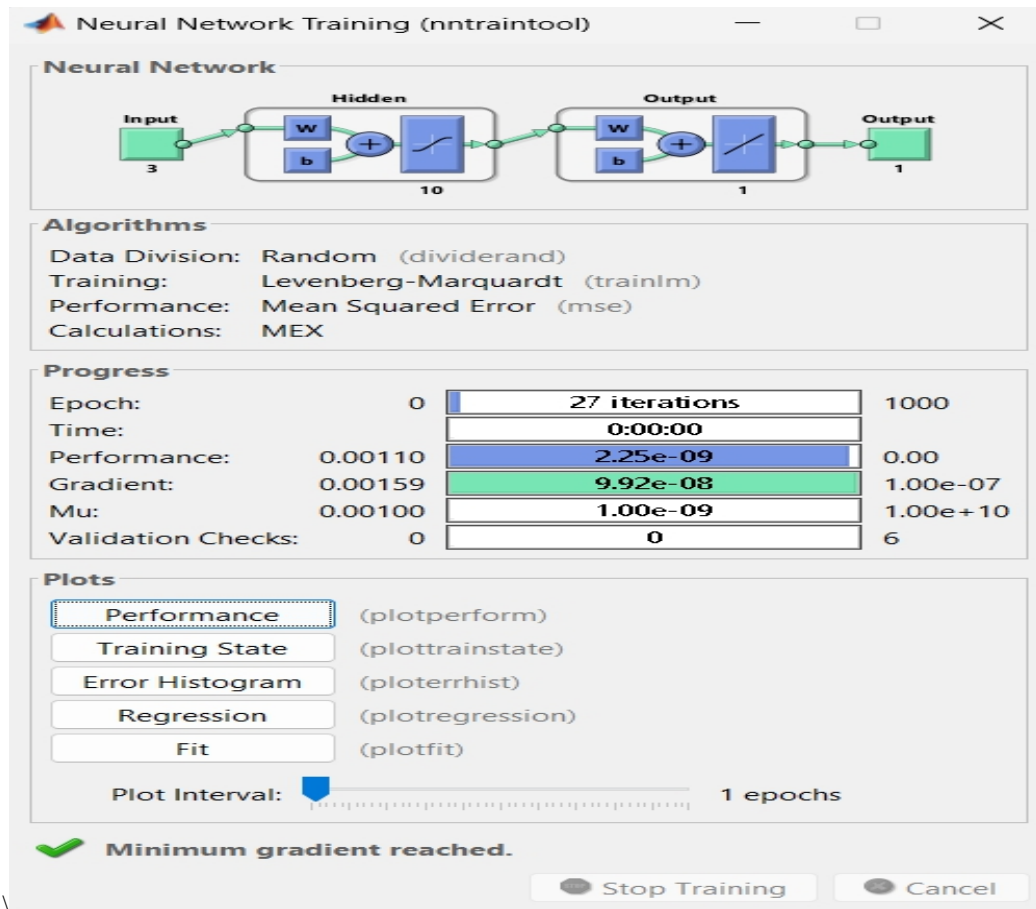 Neural Network Training (nntraintool)
Neural Network
Hidden
Output
Input
W
b
+
W
b
+
Output
3
10
1
1
Algorithms
Data Division: Random (dividerand)
Training: Levenberg-Marquardt (trainlm)
Performance: Mean Squared Error (mse)
Calculations: MEX
Progress
Epoch: 0 27 iterations 1000
Time: 0:00:00
Performance: 0.00110 2.25e-09 0.00
Gradient: 0.00159 9.92e-08 1.00e-07
Mu: 0.00100 1.00e-09 1.00e+10
Validation Checks: 0 0 6
Plots
Performance (plotperform)
Training State (plottrainstate)
Error Histogram (ploterrhist)
Regression (plotregression)
Fit (plotfit)
Plot Interval: 1 epochs
Minimum gradient reached.
Stop Training Cancel
\